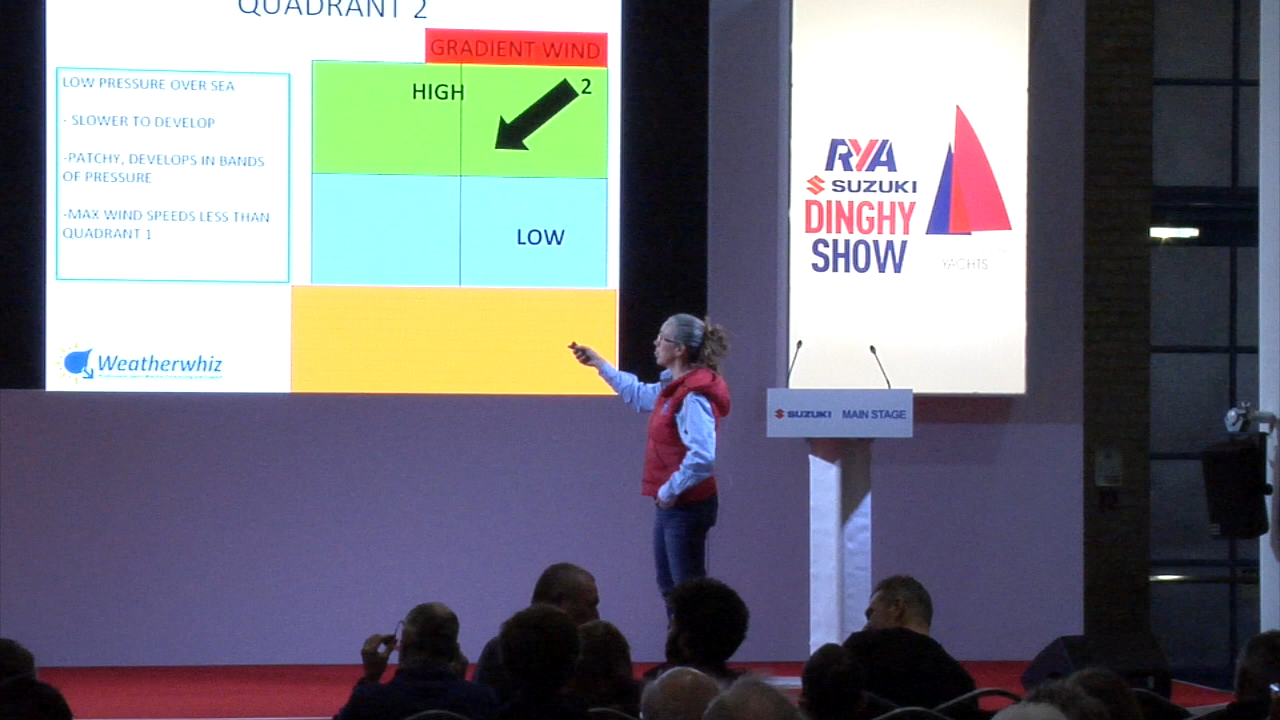 QUADRANT 2
GRADIENT WIND
LOW PRESSURE OVER SEA
- SLOWER TO DEVELOP
-PATCHY, DEVELOPS IN BANDS
OF PRESSURE
-MAX WIND SPEEDS LESS THAN
QUADRANT 1
HIGH
2
LOW
Weatherwhiz
RYA
SUZUKI
DINGHY
SHOW
YACHTS
SUZUKI MAIN STAGE